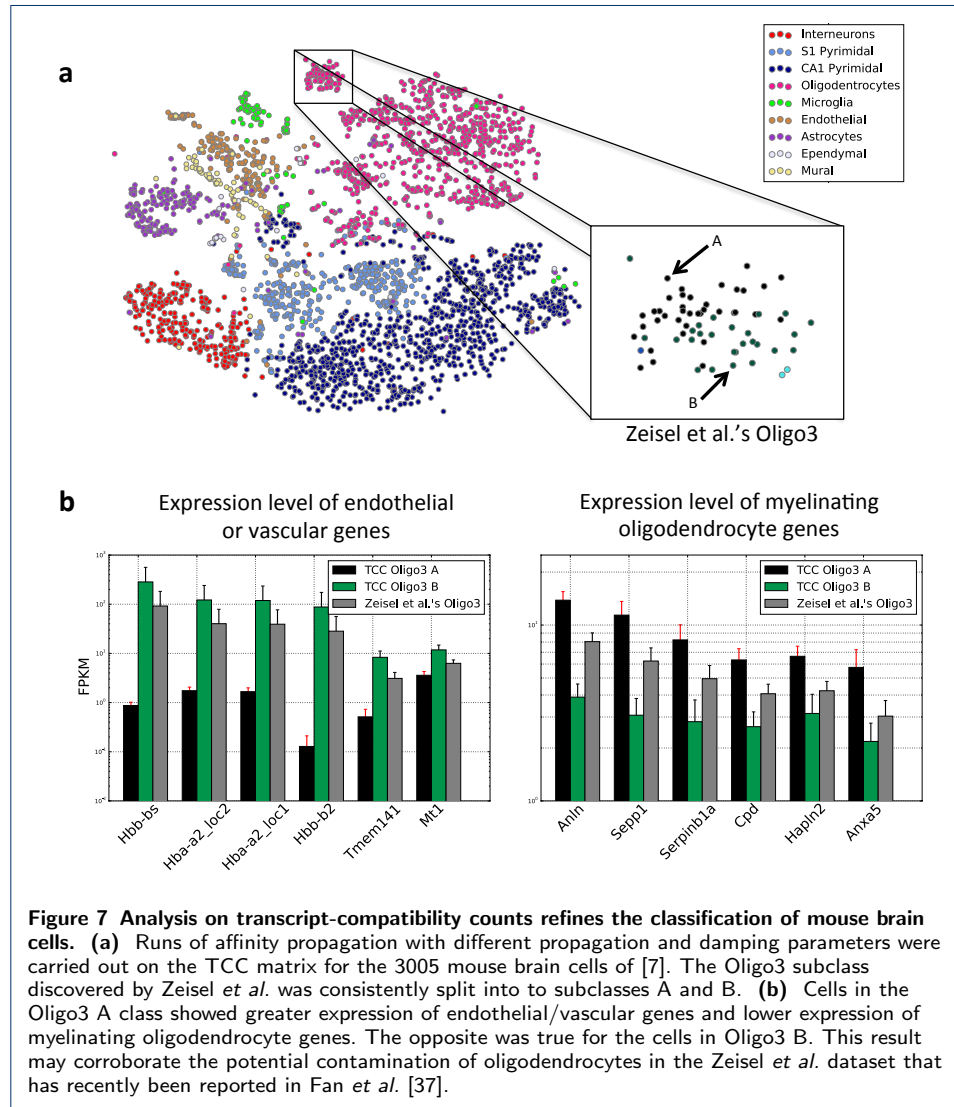 a
Interneurons
S1 Pyrimidal
CA1 Pyrimidal
Oligodentrocytes
Microglia
Endothelial
Astrocytes
Ependymal
Mural
A
B
Zeisel et al.'s Oligo3
b
Expression level of endothelial
or vascular genes
TCC Oligo3 A
TCC Oligo3 B
Zeisel et al.'s Oligo3
FPKM
Hbb-bs
Hba-a2_loc2
Hba-a2_loc1
Hbb-b2
Tmem141
Mt1
Expression level of myelinating
oligodendrocyte genes
TCC Oligo3 A
TCC Oligo3 B
Zeisel et al.'s Oligo3
10¹
10⁰
Anln
Sepp1
Serpinb1a
Cpd
Hapln2
Anxa5
Figure 7 Analysis on transcript-compatibility counts refines the classification of mouse brain
cells. (a) Runs of affinity propagation with different propagation and damping parameters were
carried out on the TCC matrix for the 3005 mouse brain cells of [7]. The Oligo3 subclass
discovered by Zeisel et al. was consistently split into to subclasses A and B. (b) Cells in the
Oligo3 A class showed greater expression of endothelial/vascular genes and lower expression of
myelinating oligodendrocyte genes. The opposite was true for the cells in Oligo3 B. This result
may corroborate the potential contamination of oligodendrocytes in the Zeisel et al. dataset that
has recently been reported in Fan et al. [37].